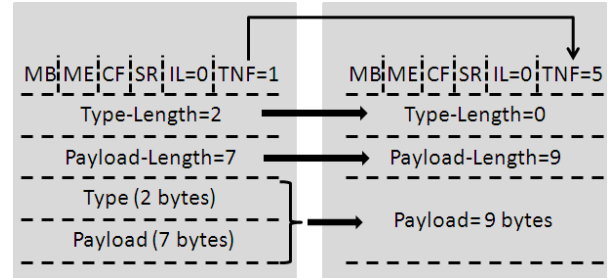 MB ME CF SR IL=0 TNF=1
Type-Length=2
Payload-Length=7
Type (2 bytes)
Payload (7 bytes)
MB ME CF SR IL=0 TNF=5
Type-Length=0
Payload-Length=9
Payload= 9 bytes